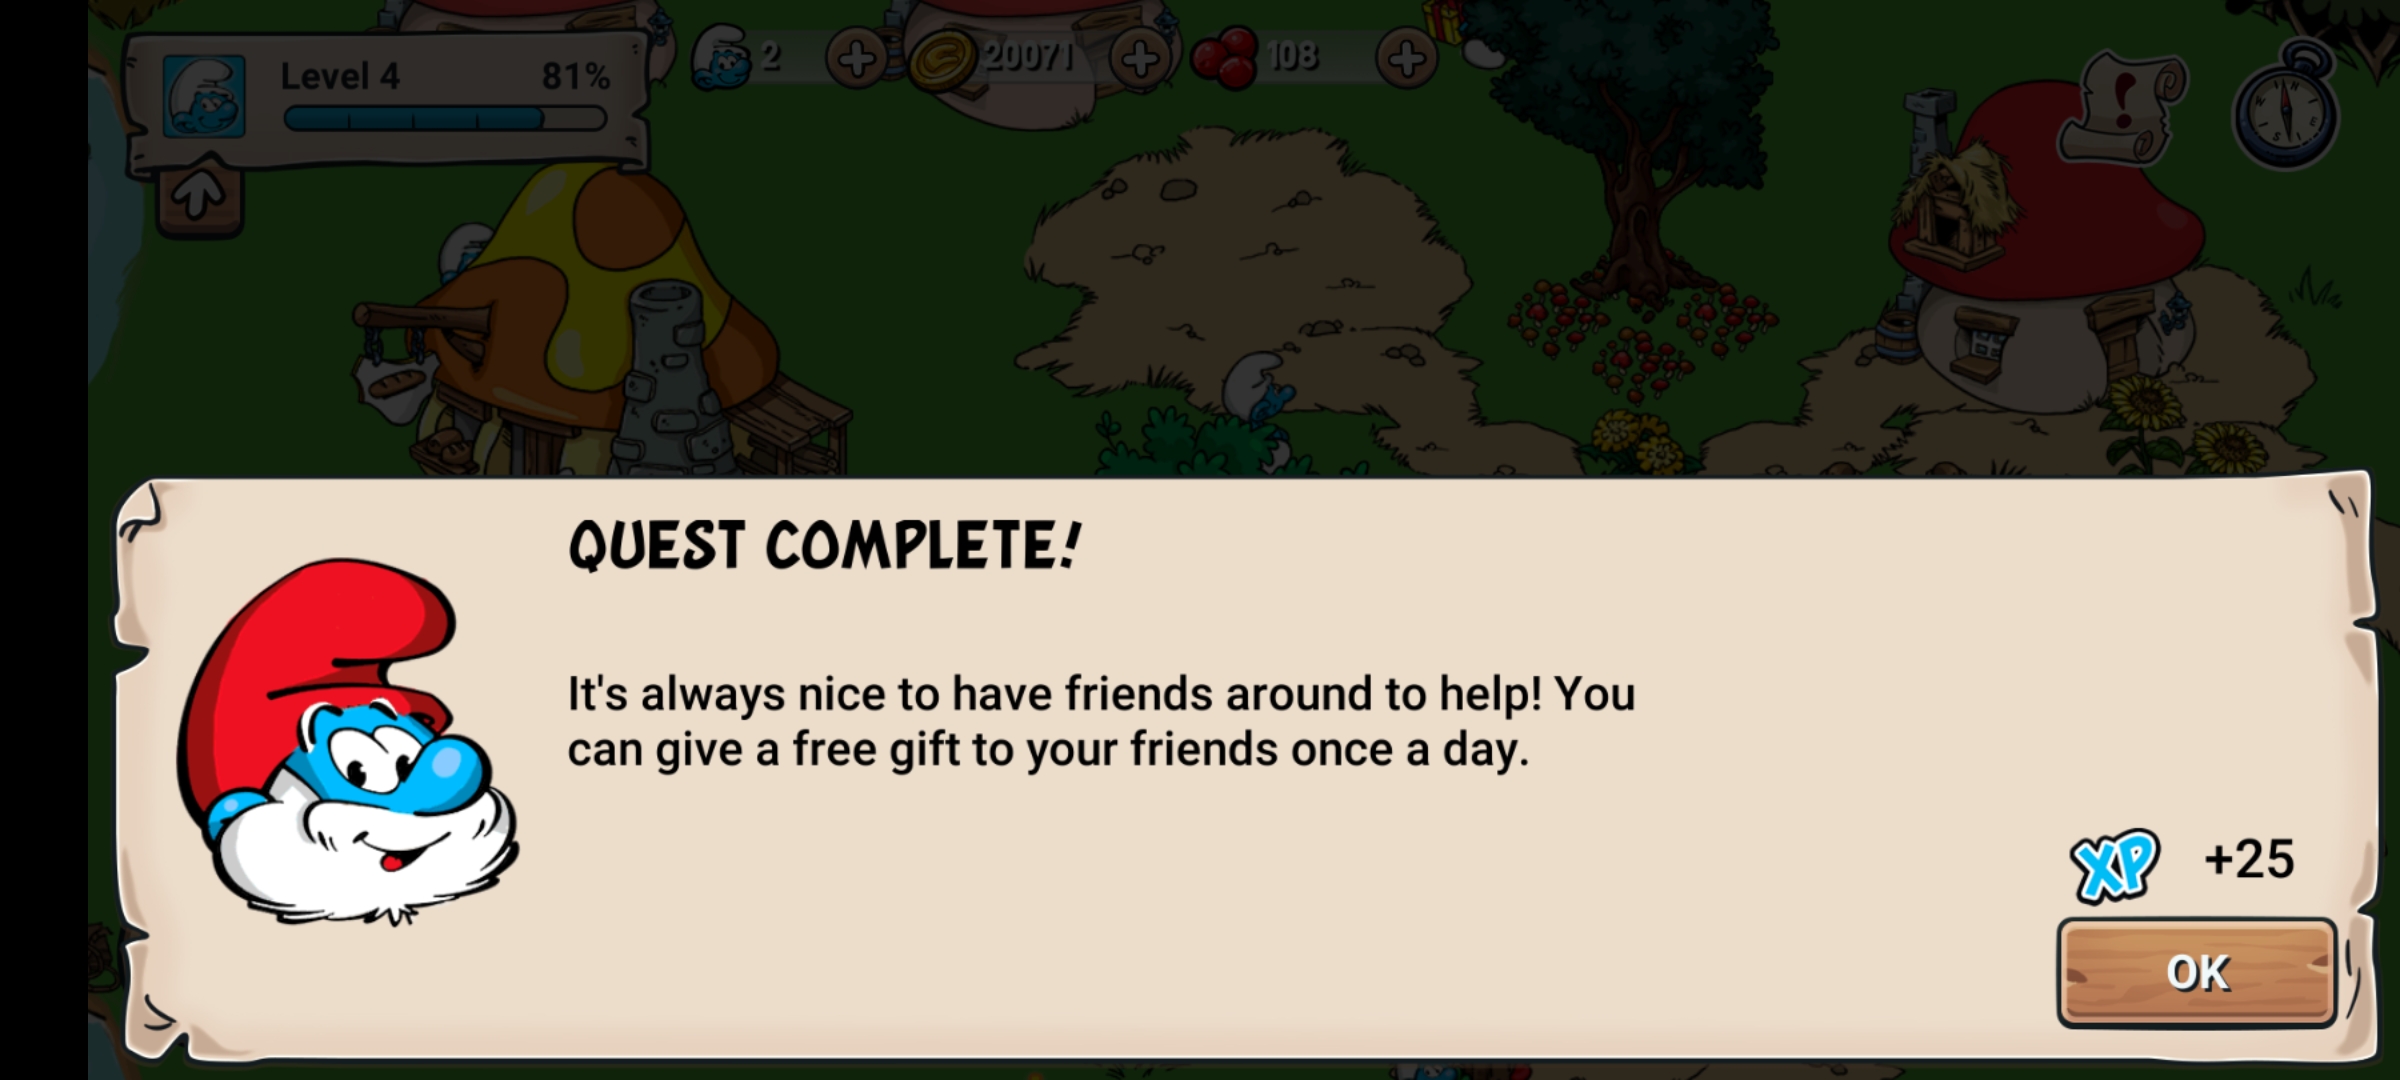 Level 4 81%
2 20071 108
QUEST COMPLETE!
It's always nice to have friends around to help! You
can give a free gift to your friends once a day.
XP +25
OK